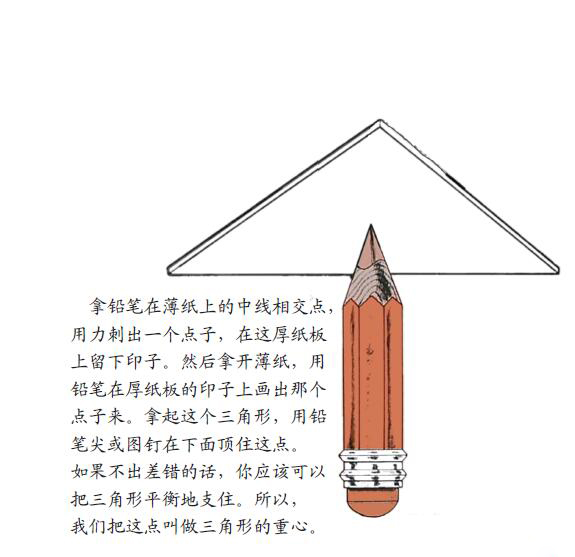 拿铅笔在薄纸上的中线相交点，
用力刺出一个点子，在这厚纸板
上留下印子。然后拿开薄纸，用
铅笔在厚纸板的印子上画出那个
点子来。拿起这个三角形，用铅
笔尖或图钉在下面顶住这点。
如果不出差错的话，你应该可以
把三角形平衡地支住。所以，
我们把这点叫做三角形的重心。